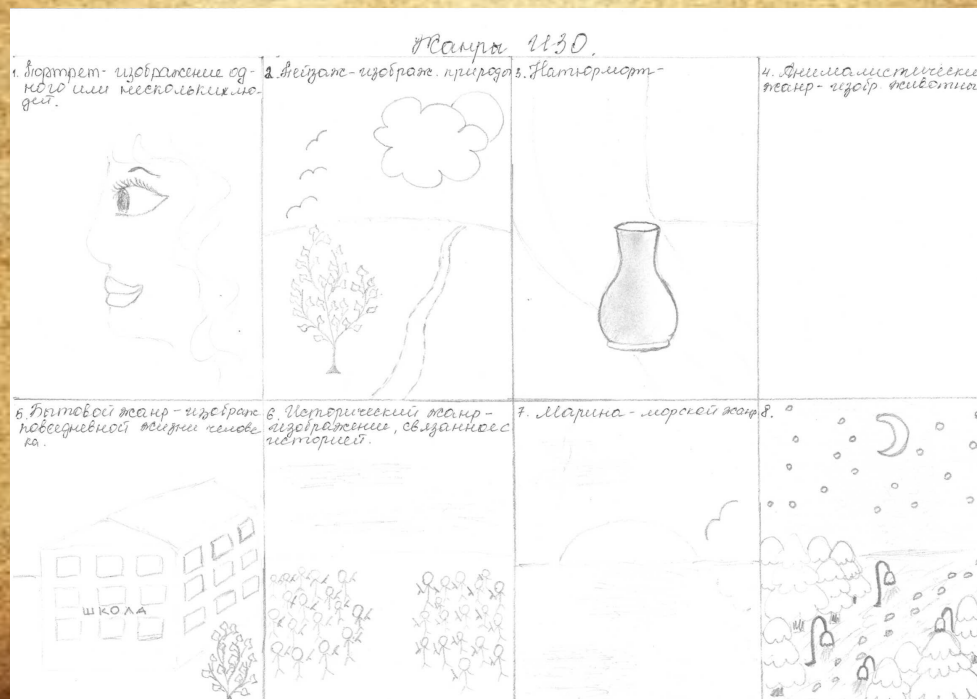 Жанры ИЗО.
1. Портрет - изображение од-
ного или нескольких лю-
дей.
2. Пейзаж - изображ. природы
3. Натюрморт -
4. Анималистический
жанр - изобр. животных
5. Бытовой жанр - изображ
повседневной жизни челове
ка.
6. Исторический жанр -
изображение, связанное с
историей.
7. Марина - морской жанр
8.
ШКОЛА